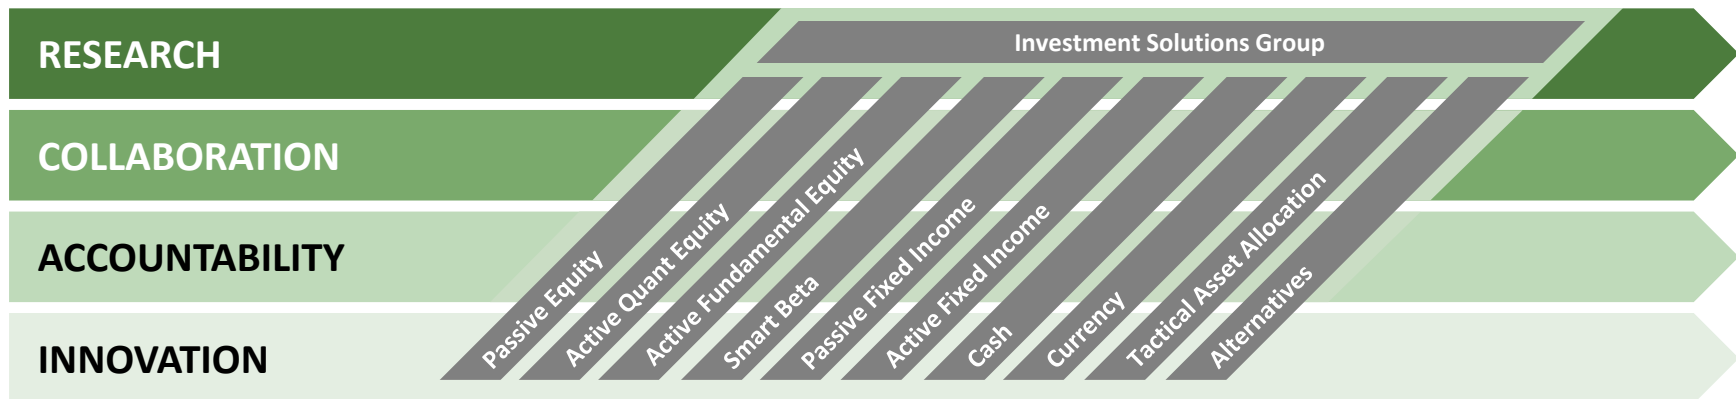 RESEARCH
Investment Solutions Group
COLLABORATION
ACCOUNTABILITY
INNOVATION
Passive Equity
Active Quant Equity
Active Fundamental Equity
Smart Beta
Passive Fixed Income
Active Fixed Income
Cash
Currency
Tactical Asset Allocation
Alternatives